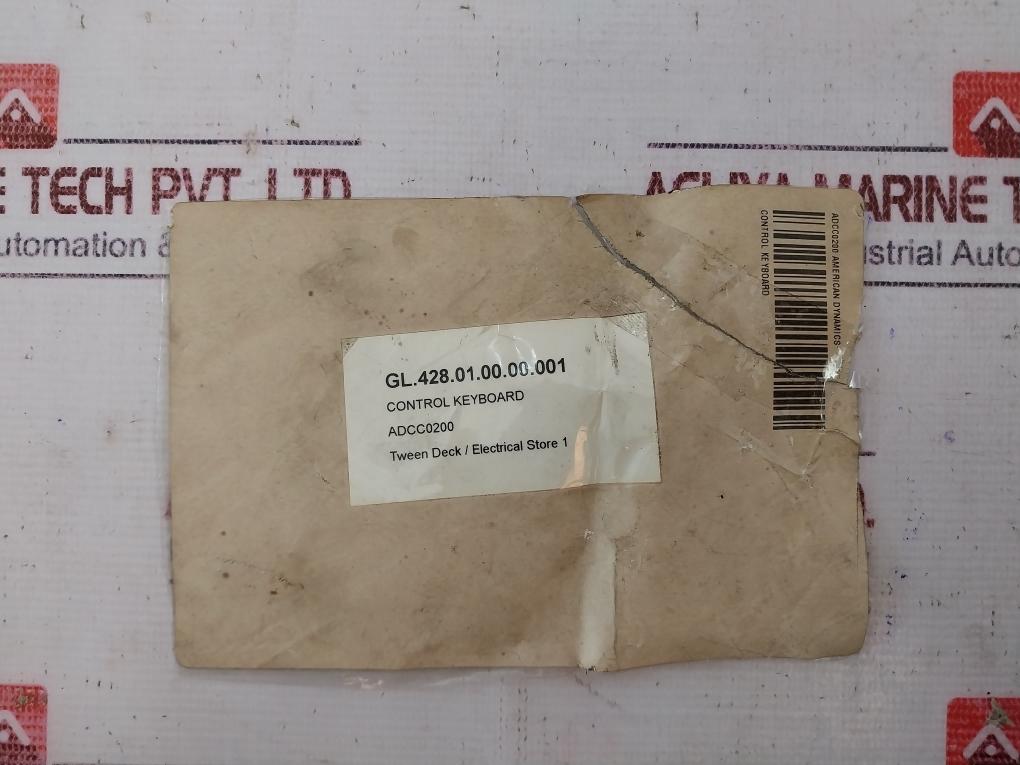 E TECH PVT. LTD
AEIIYA MARINE T
utomation &
strial Auto
ADCC0200 AMERICAN DYNAMICS
CONTROL KEYBOARD
GL.428.01.00.00.001
CONTROL KEYBOARD
ADCC0200
Tween Deck / Electrical Store 1